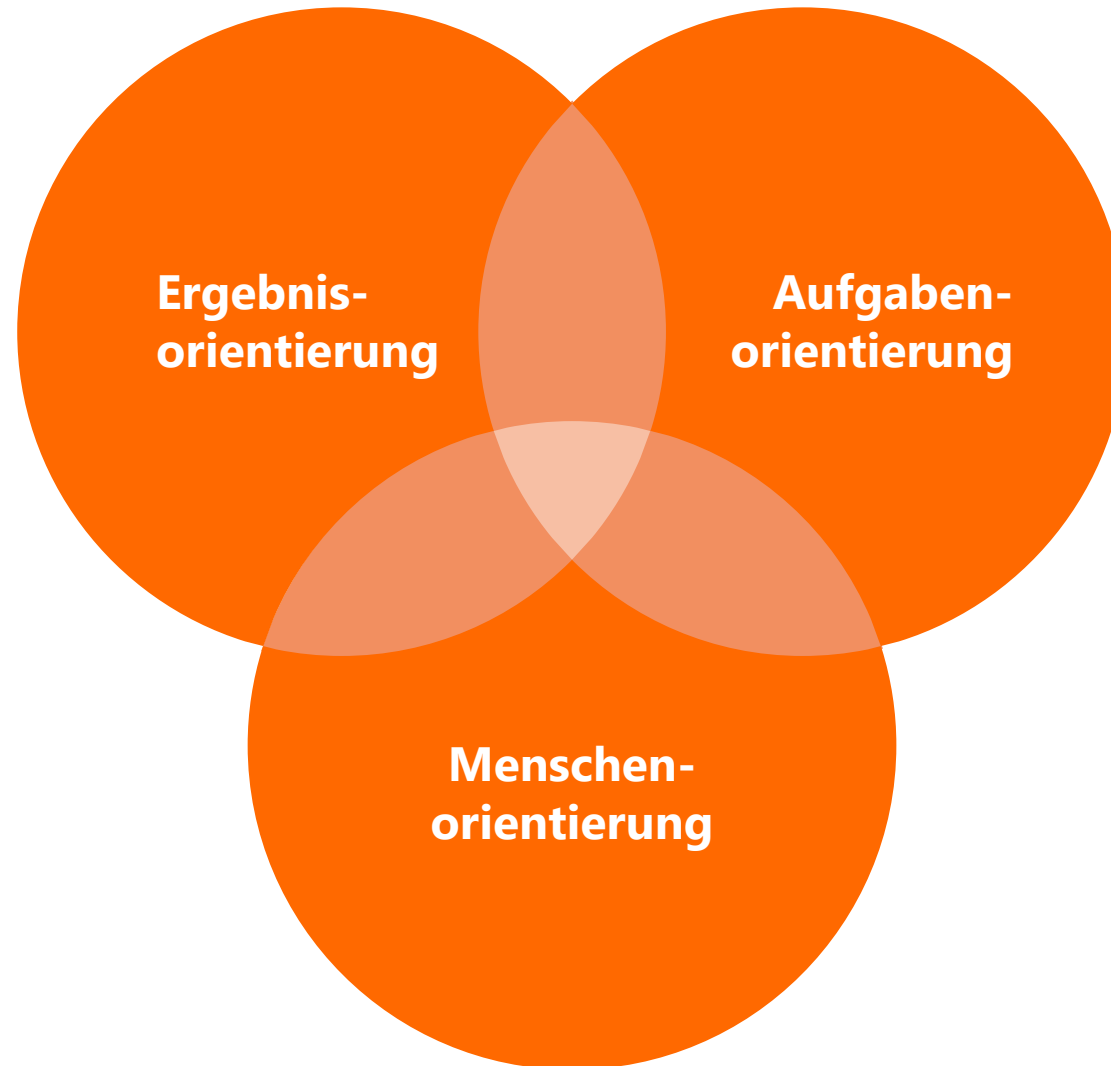 Ergebnis-
orientierung
Aufgaben-
orientierung
Menschen-
orientierung